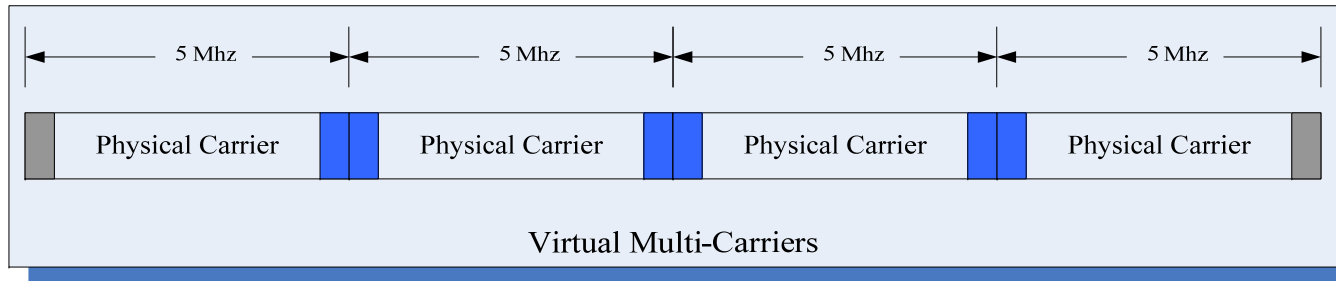 5 Mhz 5 Mhz 5 Mhz 5 Mhz
Physical Carrier Physical Carrier Physical Carrier Physical Carrier
Virtual Multi-Carriers